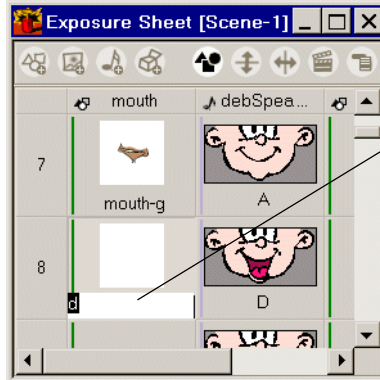 Exposure Sheet [Scene-1]
mouth
debSpea...
7
mouth-g
A
8
d
D